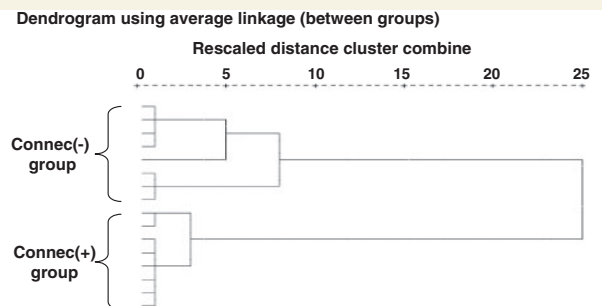 Dendrogram using average linkage (between groups)
Rescaled distance cluster combine
0 5 10 15 20 25
Connec(-)
group
Connec(+)
group